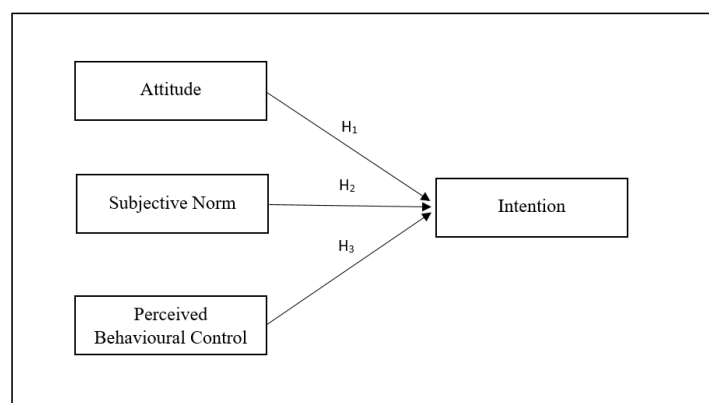 Attitude
H₁
Subjective Norm
H₂
Intention
H₃
Perceived
Behavioural Control